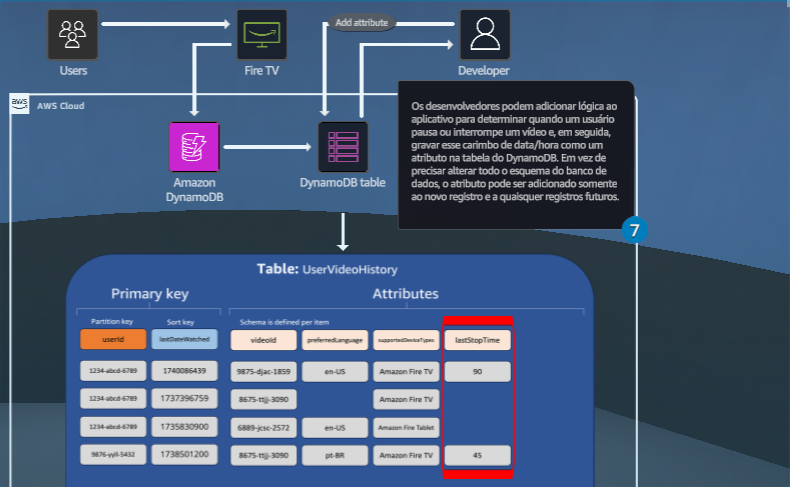 Add attribute
Users
Fire TV
Developer
aws
AWS Cloud
Os desenvolvedores podem adicionar lógica ao
aplicativo para determinar quando um usuário
pausa ou interrompe um vídeo e, em seguida,
gravar esse carimbo de data/hora como um
atributo na tabela do DynamoDB. Em vez de
precisar alterar todo o esquema do banco de
dados, o atributo pode ser adicionado somente
ao novo registro e a quaisquer registros futuros.
7
Amazon
DynamoDB
DynamoDB table
Table: UserVideoHistory
Primary key
Attributes
Partition key
Sort key
Schema is defined per item
userId
lastDateWatched
videoId
preferredLanguage
supportedDeviceTypes
lastStopTime
1234-abcd-6789
1740086439
9875-djac-1859
en-US
Amazon Fire TV
90
1234-abcd-6789
1737396759
8675-ttjj-3090
Amazon Fire TV
1234-abcd-6789
1735830900
6889-jcsc-2572
en-US
Amazon Fire Tablet
9876-yyll-5432
1738501200
8675-ttjj-3090
pt-BR
Amazon Fire TV
45